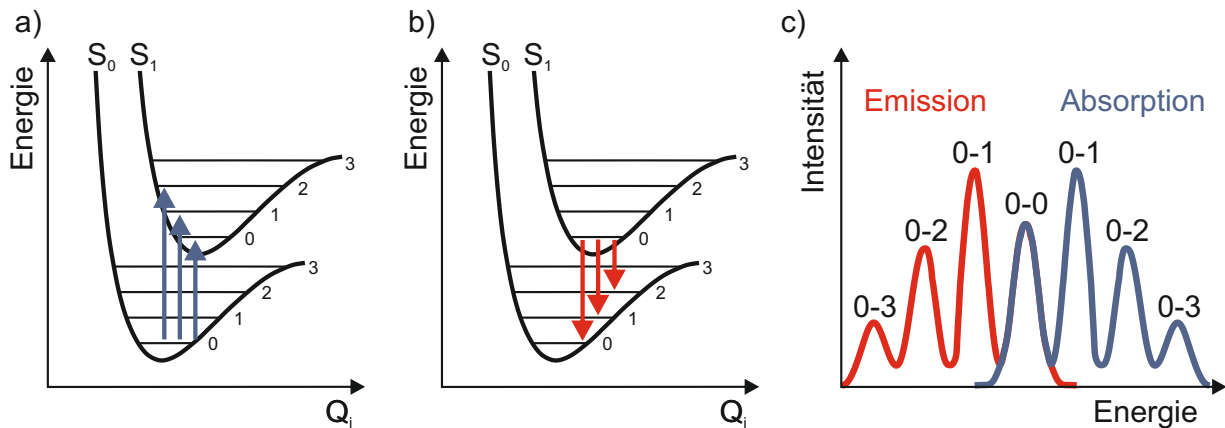 a)
S₀ S₁
Energie
3
2
1
0
3
2
1
0
Qᵢ
b)
S₀ S₁
Energie
3
2
1
0
3
2
1
0
Qᵢ
c)
Intensität
Emission Absorption
0-1 0-1
0-0
0-2 0-2
0-3 0-3
Energie